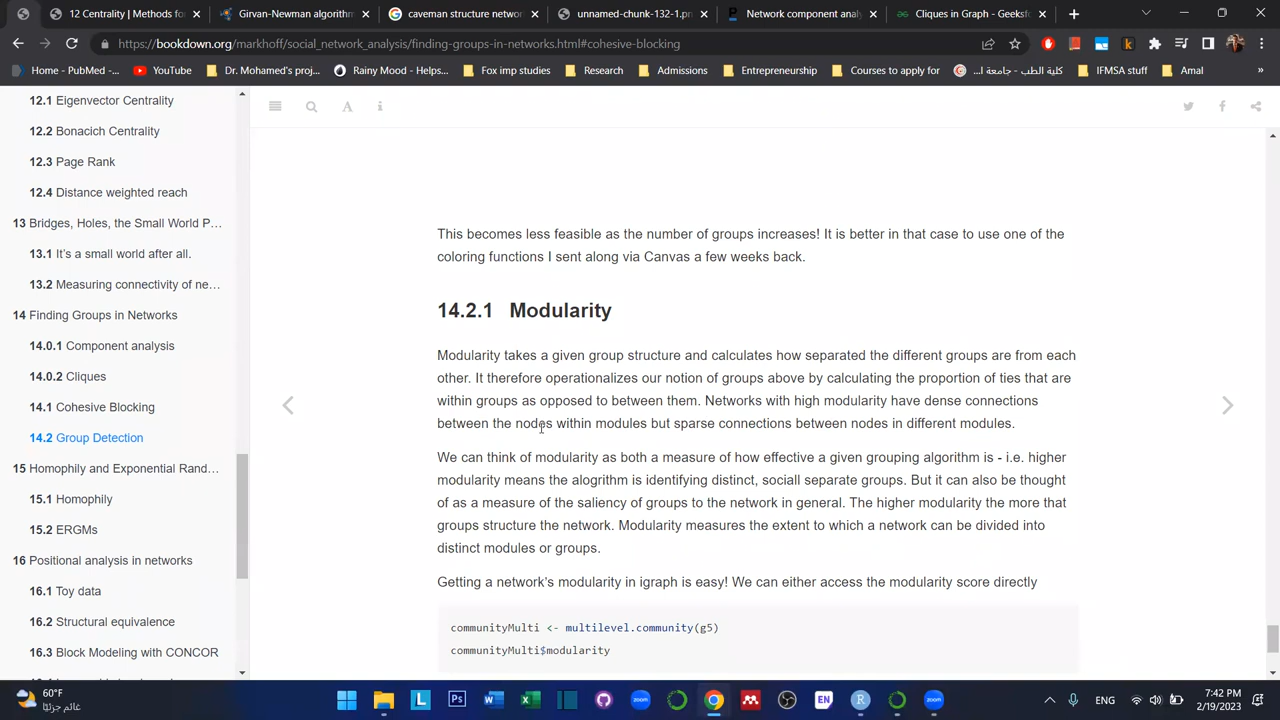 12 Centrality | Methods for
Girvan-Newman algorithm
caveman structure netwo
unnamed-chunk-132-1.pn
Network component analy
Cliques in Graph - Geeksfo
https://bookdown.org/markhoff/social_network_analysis/finding-groups-in-networks.html#cohesive-blocking
Home - PubMed -...
YouTube
Dr. Mohamed's proj...
Rainy Mood - Helps...
Fox imp studies
Research
Admissions
Entrepreneurship
Courses to apply for
كلية الطب - جامعة ا...
IFMSA stuff
Amal
»
12.1 Eigenvector Centrality
12.2 Bonacich Centrality
12.3 Page Rank
12.4 Distance weighted reach
13 Bridges, Holes, the Small World P...
13.1 It's a small world after all.
13.2 Measuring connectivity of ne...
14 Finding Groups in Networks
14.0.1 Component analysis
14.0.2 Cliques
14.1 Cohesive Blocking
14.2 Group Detection
15 Homophily and Exponential Rand...
15.1 Homophily
15.2 ERGMs
16 Positional analysis in networks
16.1 Toy data
16.2 Structural equivalence
16.3 Block Modeling with CONCOR
This becomes less feasible as the number of groups increases! It is better in that case to use one of the
coloring functions I sent along via Canvas a few weeks back.
14.2.1 Modularity
Modularity takes a given group structure and calculates how separated the different groups are from each
other. It therefore operationalizes our notion of groups above by calculating the proportion of ties that are
within groups as opposed to between them. Networks with high modularity have dense connections
between the nodes within modules but sparse connections between nodes in different modules.
We can think of modularity as both a measure of how effective a given grouping algorithm is - i.e. higher
modularity means the alogrithm is identifying distinct, sociall separate groups. But it can also be thought
of as a measure of the saliency of groups to the network in general. The higher modularity the more that
groups structure the network. Modularity measures the extent to which a network can be divided into
distinct modules or groups.
Getting a network's modularity in igraph is easy! We can either access the modularity score directly
communityMulti <- multilevel.community(g5)
communityMulti$modularity
60°F
غائم جزئيًا
zoom
EN
R
zoom
ENG
7:42 PM
2/19/2023